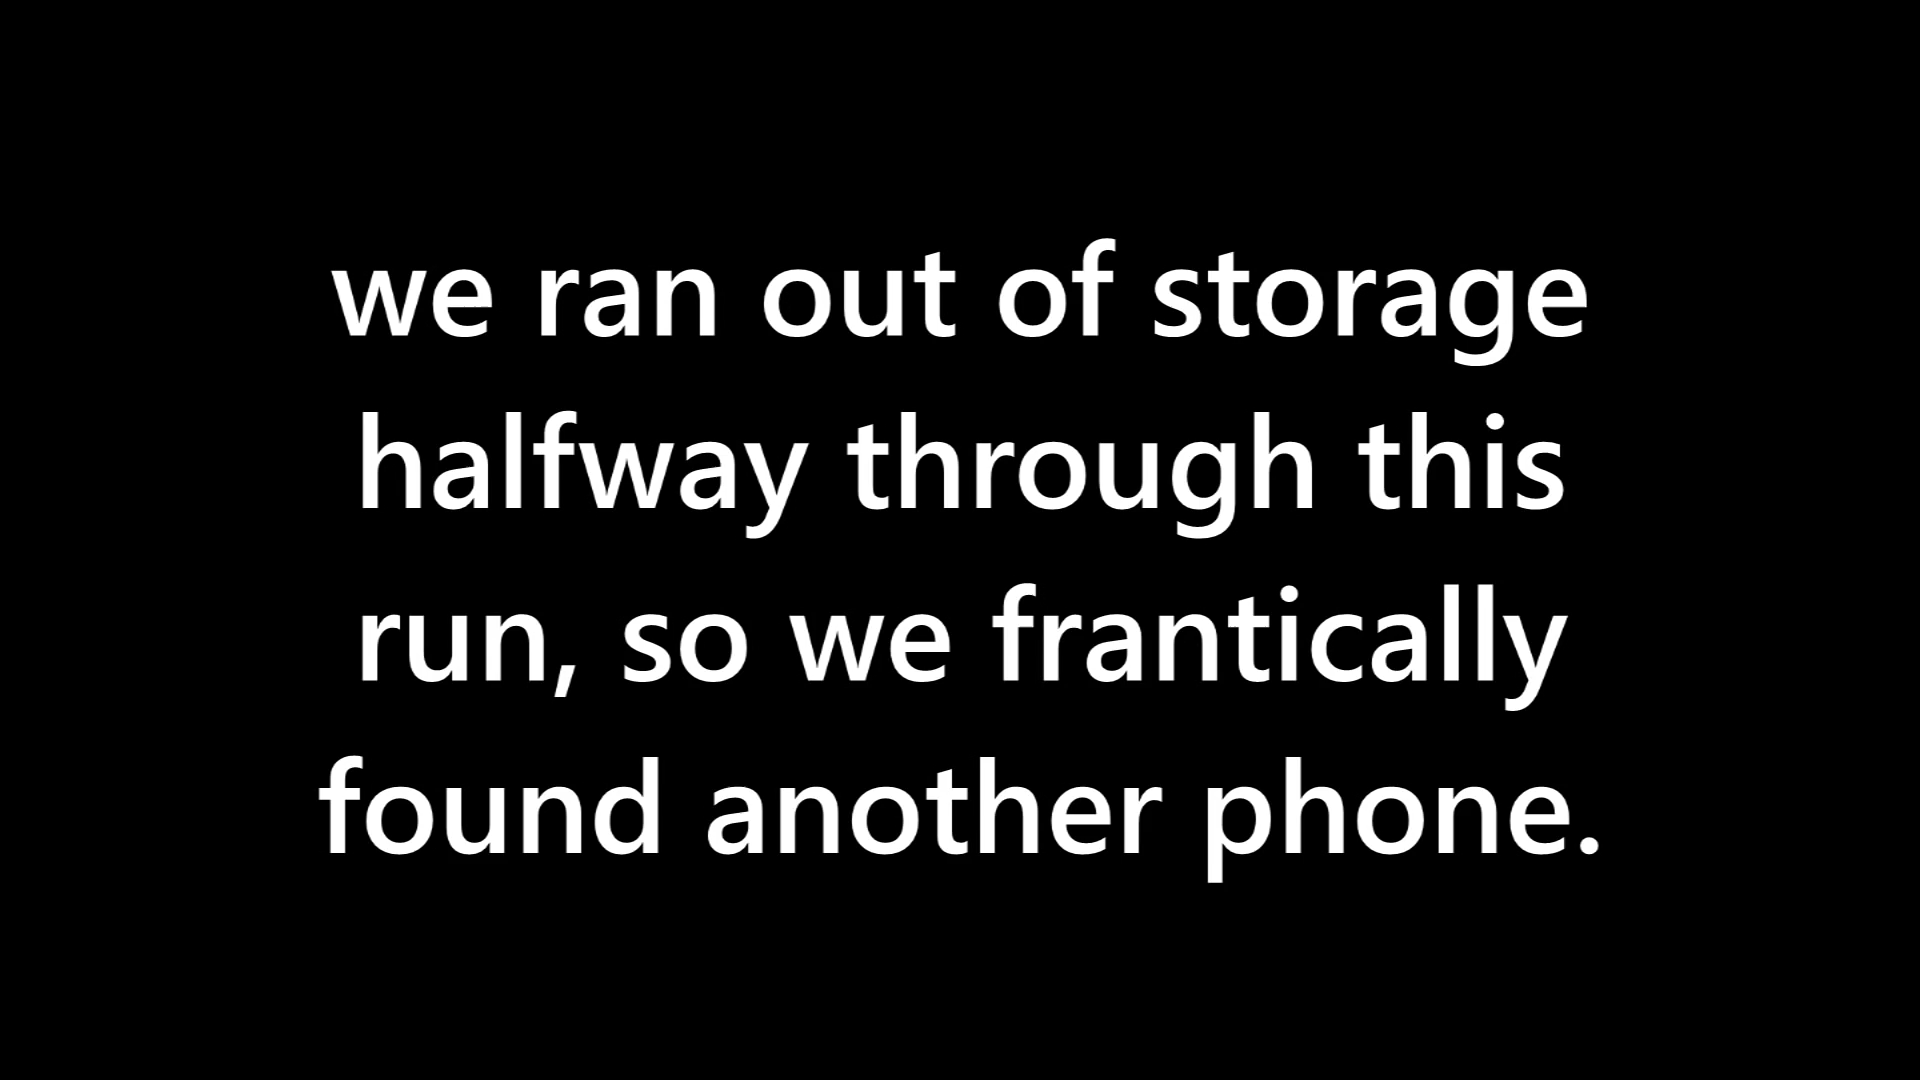 we ran out of storage
halfway through this
run, so we frantically
found another phone.